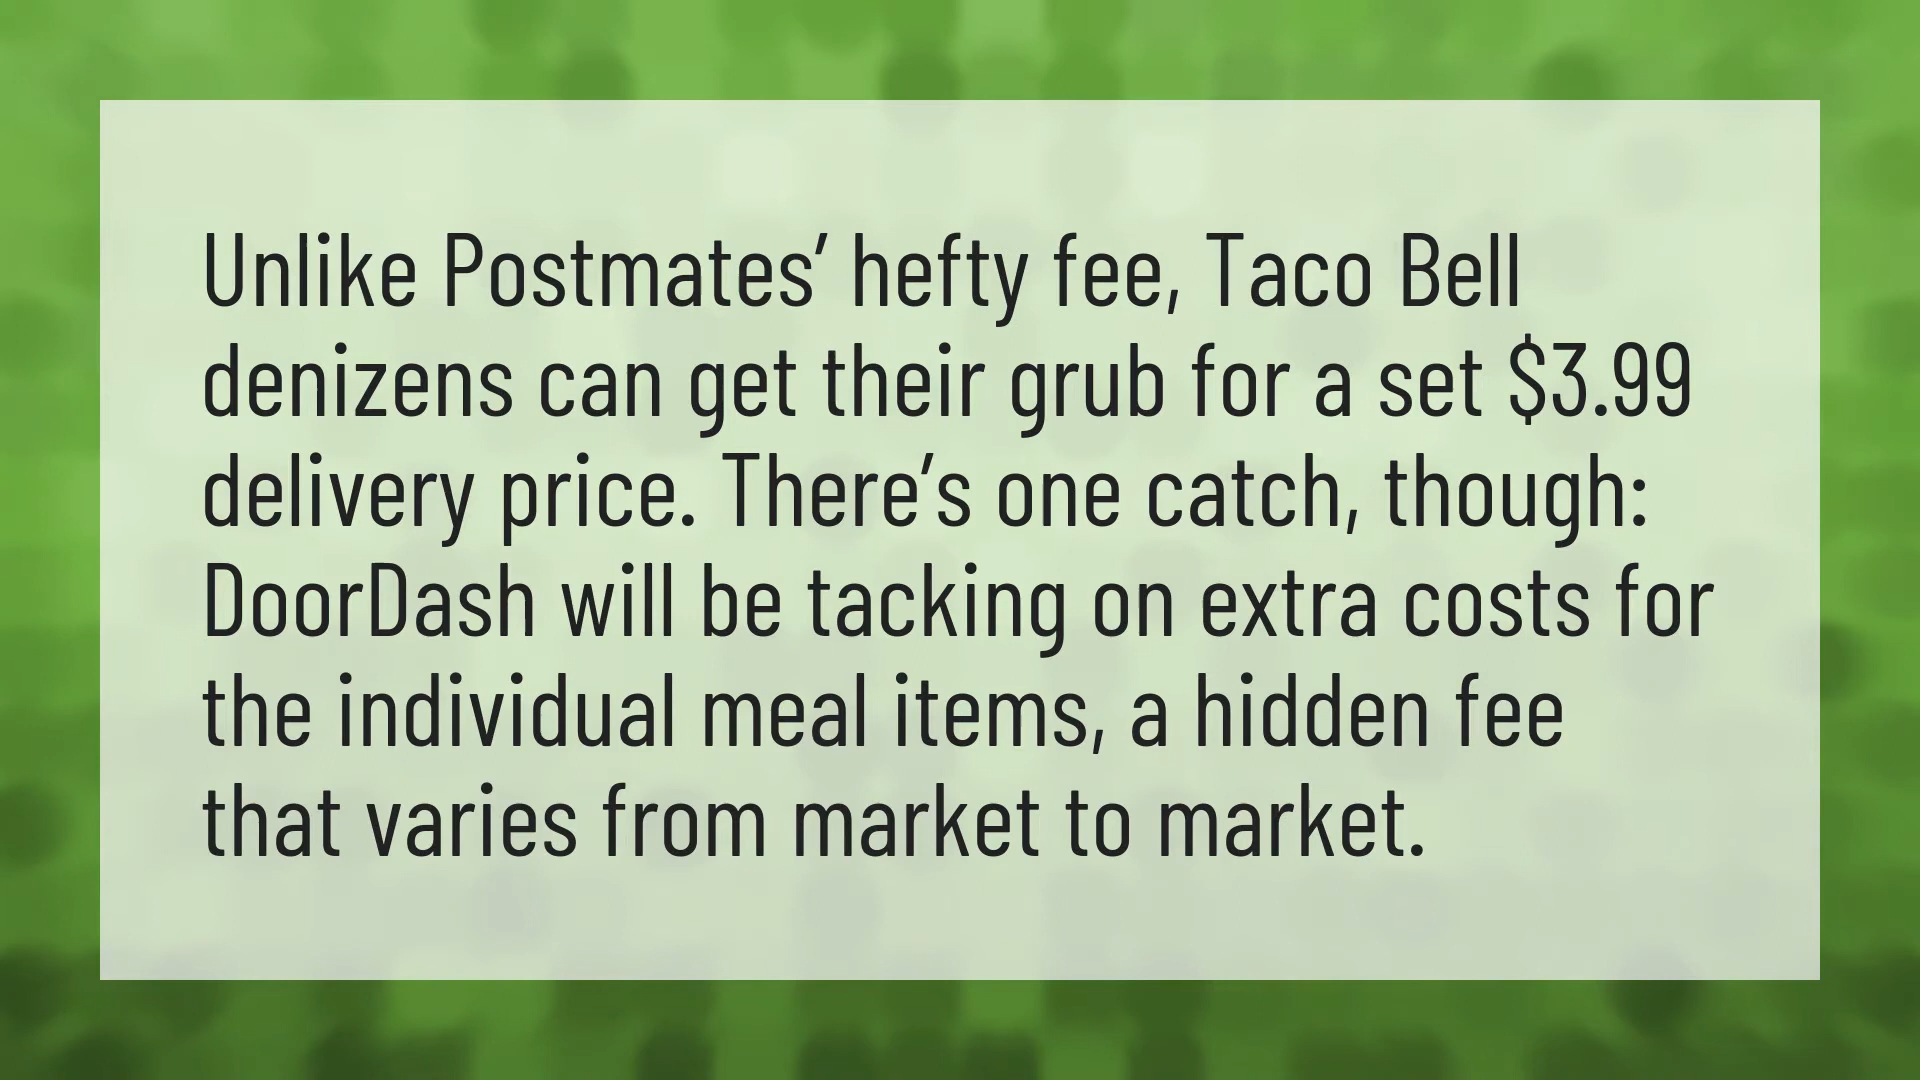 Unlike Postmates’ hefty fee, Taco Bell
denizens can get their grub for a set $3.99
delivery price. There’s one catch, though:
DoorDash will be tacking on extra costs for
the individual meal items, a hidden fee
that varies from market to market.